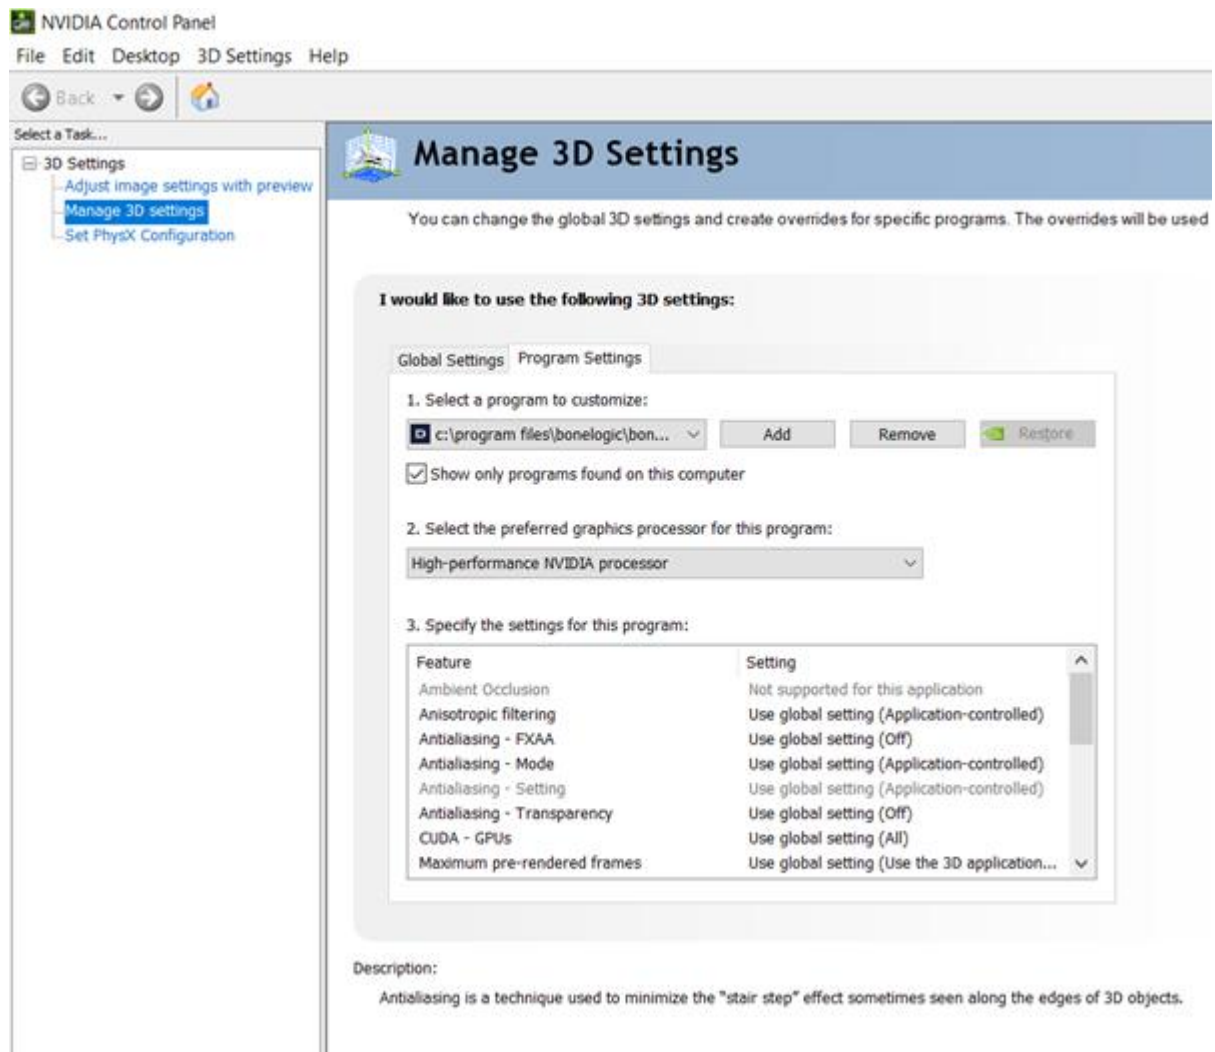 NVIDIA Control Panel
File Edit Desktop 3D Settings Help
Back
Select a Task...
3D Settings
Adjust image settings with preview
Manage 3D settings
Set PhysX Configuration
Manage 3D Settings
You can change the global 3D settings and create overrides for specific programs. The overrides will be used
I would like to use the following 3D settings:
Global Settings Program Settings
1. Select a program to customize:
c:\program files\bonelogic\bon... Add Remove Restore
Show only programs found on this computer
2. Select the preferred graphics processor for this program:
High-performance NVIDIA processor
3. Specify the settings for this program:
Feature Setting
Ambient Occlusion Not supported for this application
Anisotropic filtering Use global setting (Application-controlled)
Antialiasing - FXAA Use global setting (Off)
Antialiasing - Mode Use global setting (Application-controlled)
Antialiasing - Setting Use global setting (Application-controlled)
Antialiasing - Transparency Use global setting (Off)
CUDA - GPUs Use global setting (All)
Maximum pre-rendered frames Use global setting (Use the 3D application...
Description:
Antialiasing is a technique used to minimize the "stair step" effect sometimes seen along the edges of 3D objects.